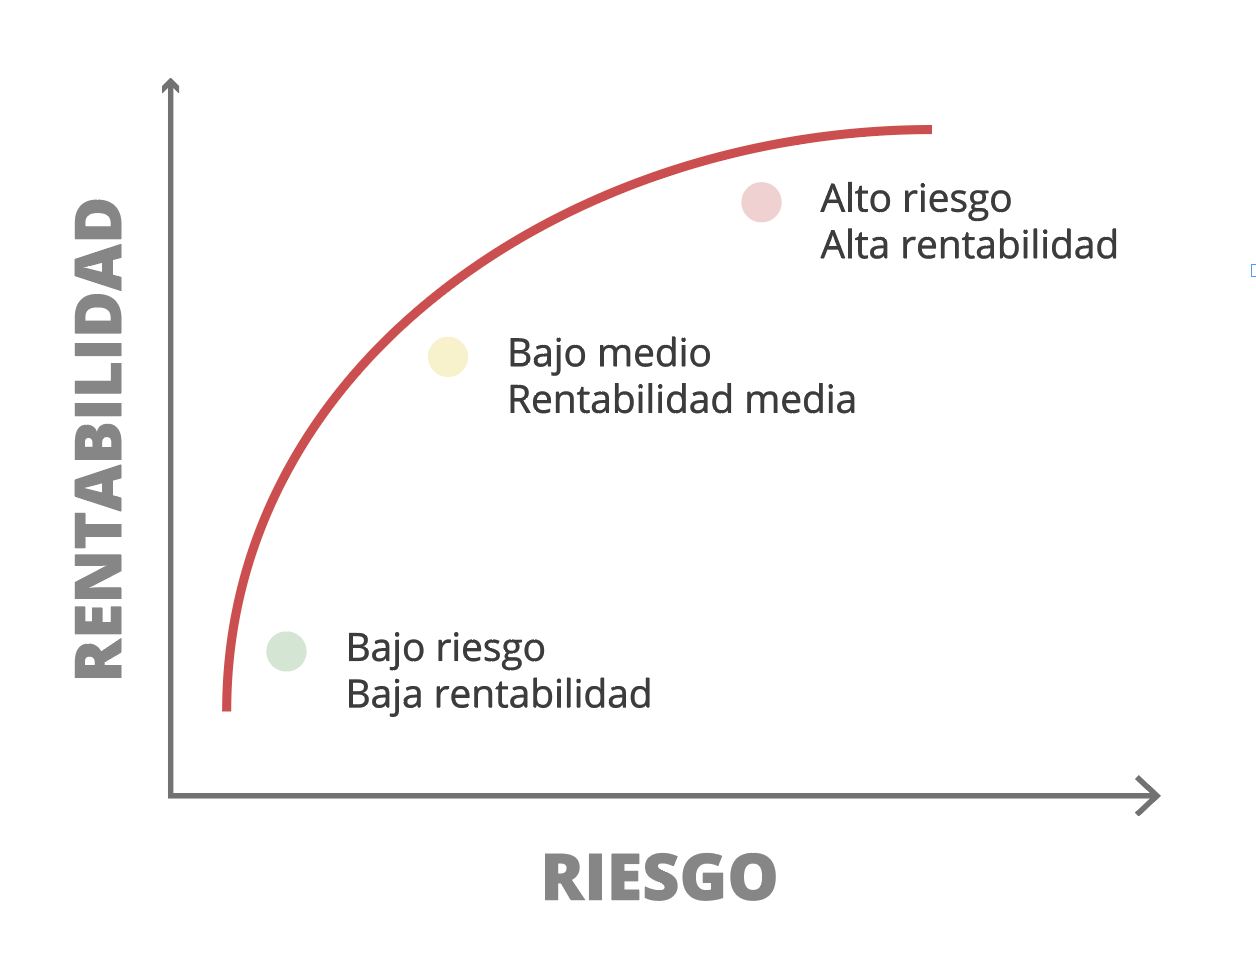 RENTABILIDAD
Alto riesgo
Alta rentabilidad
Bajo medio
Rentabilidad media
Bajo riesgo
Baja rentabilidad
RIESGO